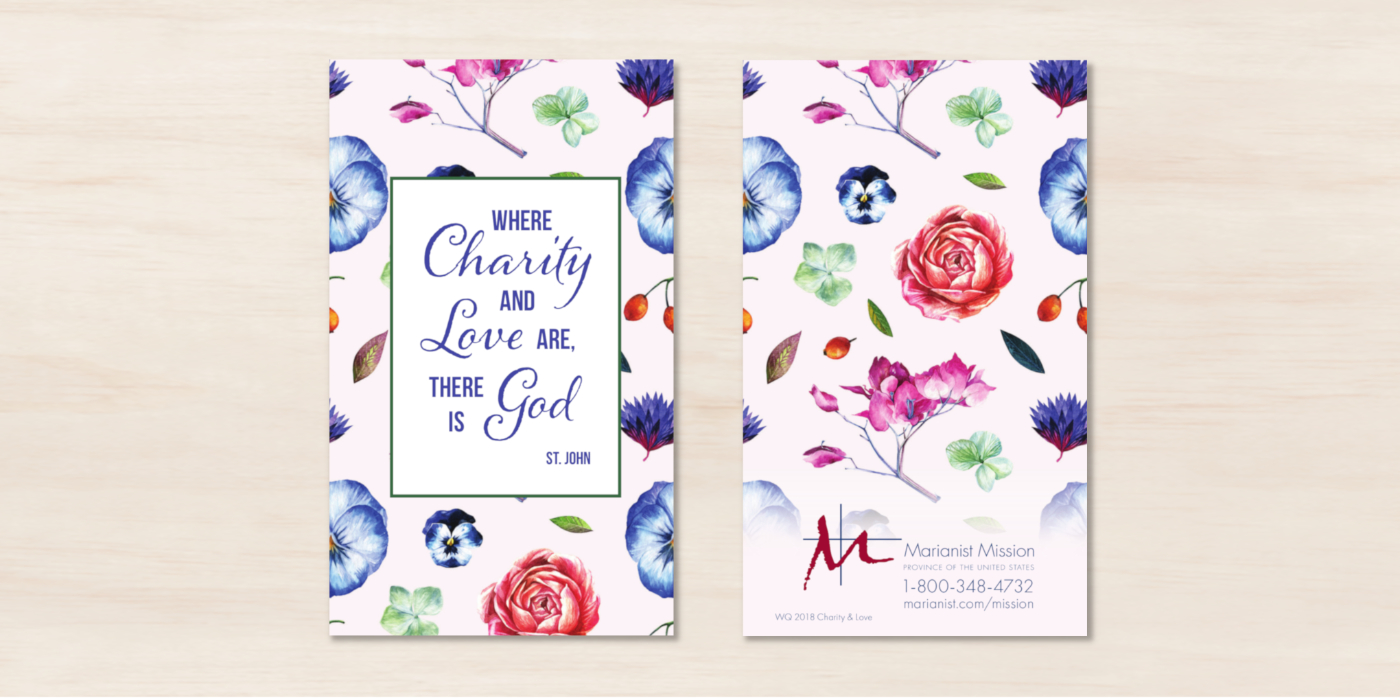 WHERE
Charity
AND
Love ARE,
THERE God
IS
ST. JOHN
Marianist Mission
PROVINCE OF THE UNITED STATES
1-800-348-4732
marianist.com/mission
WQ 2018 Charity & Love